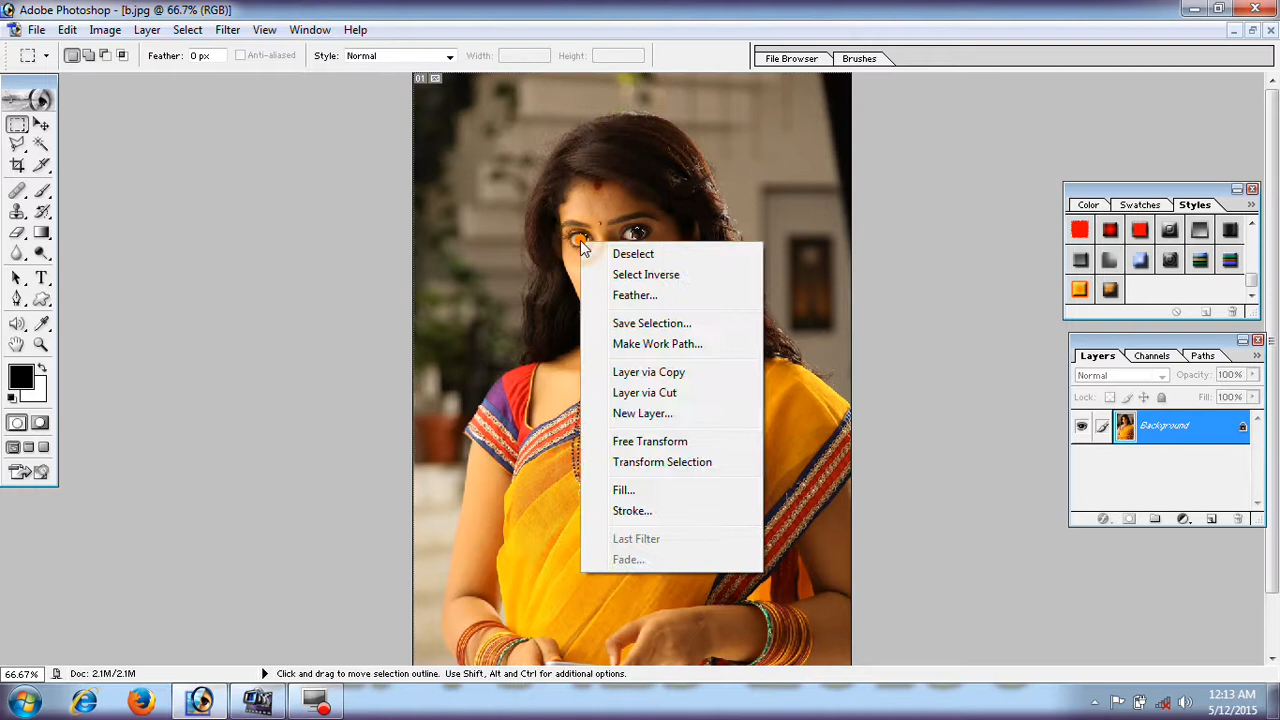 Adobe Photoshop - [b.jpg @ 66.7% (RGB)]
File Edit Image Layer Select Filter View Window Help
Feather: 0 px Anti-aliased Style: Normal Width: Height: File Browser Brushes
01
Color Swatches Styles
Deselect
Select Inverse
Feather...
Save Selection...
Make Work Path...
Layer via Copy
Layer via Cut
New Layer...
Free Transform
Transform Selection
Fill...
Stroke...
Last Filter
Fade...
Layers Channels Paths
Normal Opacity: 100%
Lock: Fill: 100%
Background
66.67% Doc: 2.1M/2.1M Click and drag to move selection outline. Use Shift, Alt and Ctrl for additional options.
12:13 AM
5/12/2015